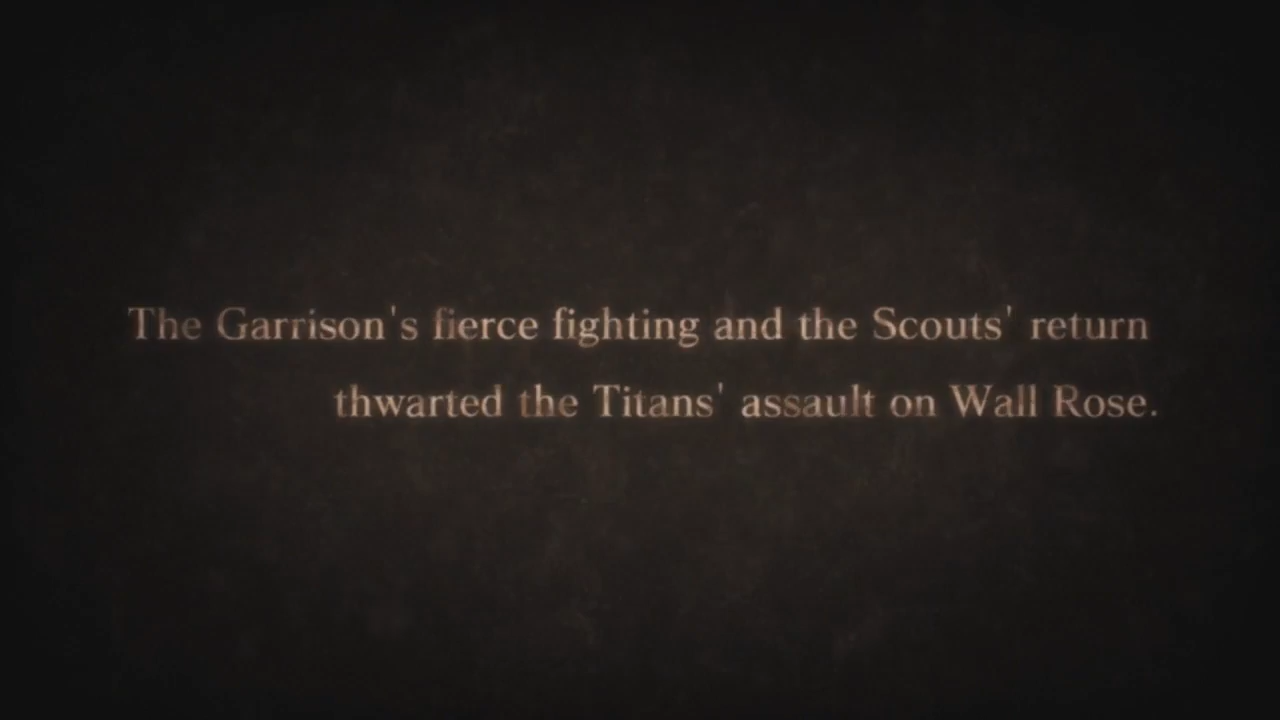 The Garrison's fierce fighting and the Scouts' return
thwarted the Titans' assault on Wall Rose.